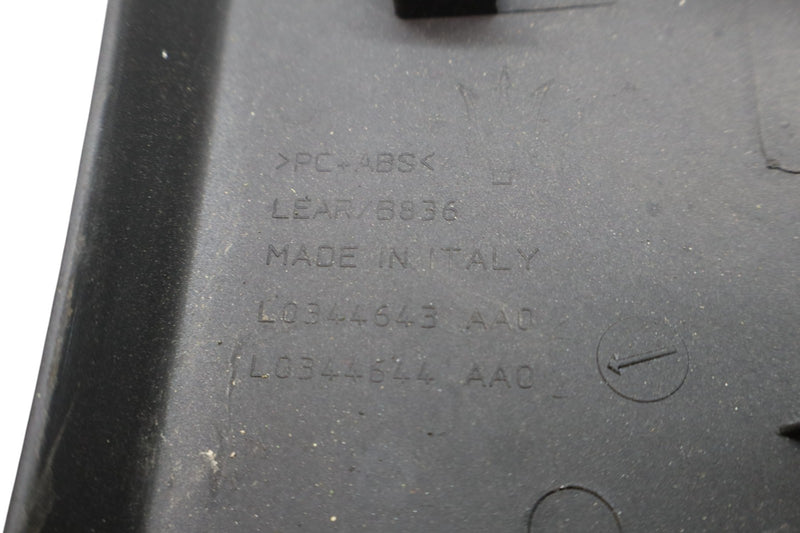 >PC+ABS<
LEAR/B836
MADE IN ITALY
L0344643 AA0
L0344644 AA0